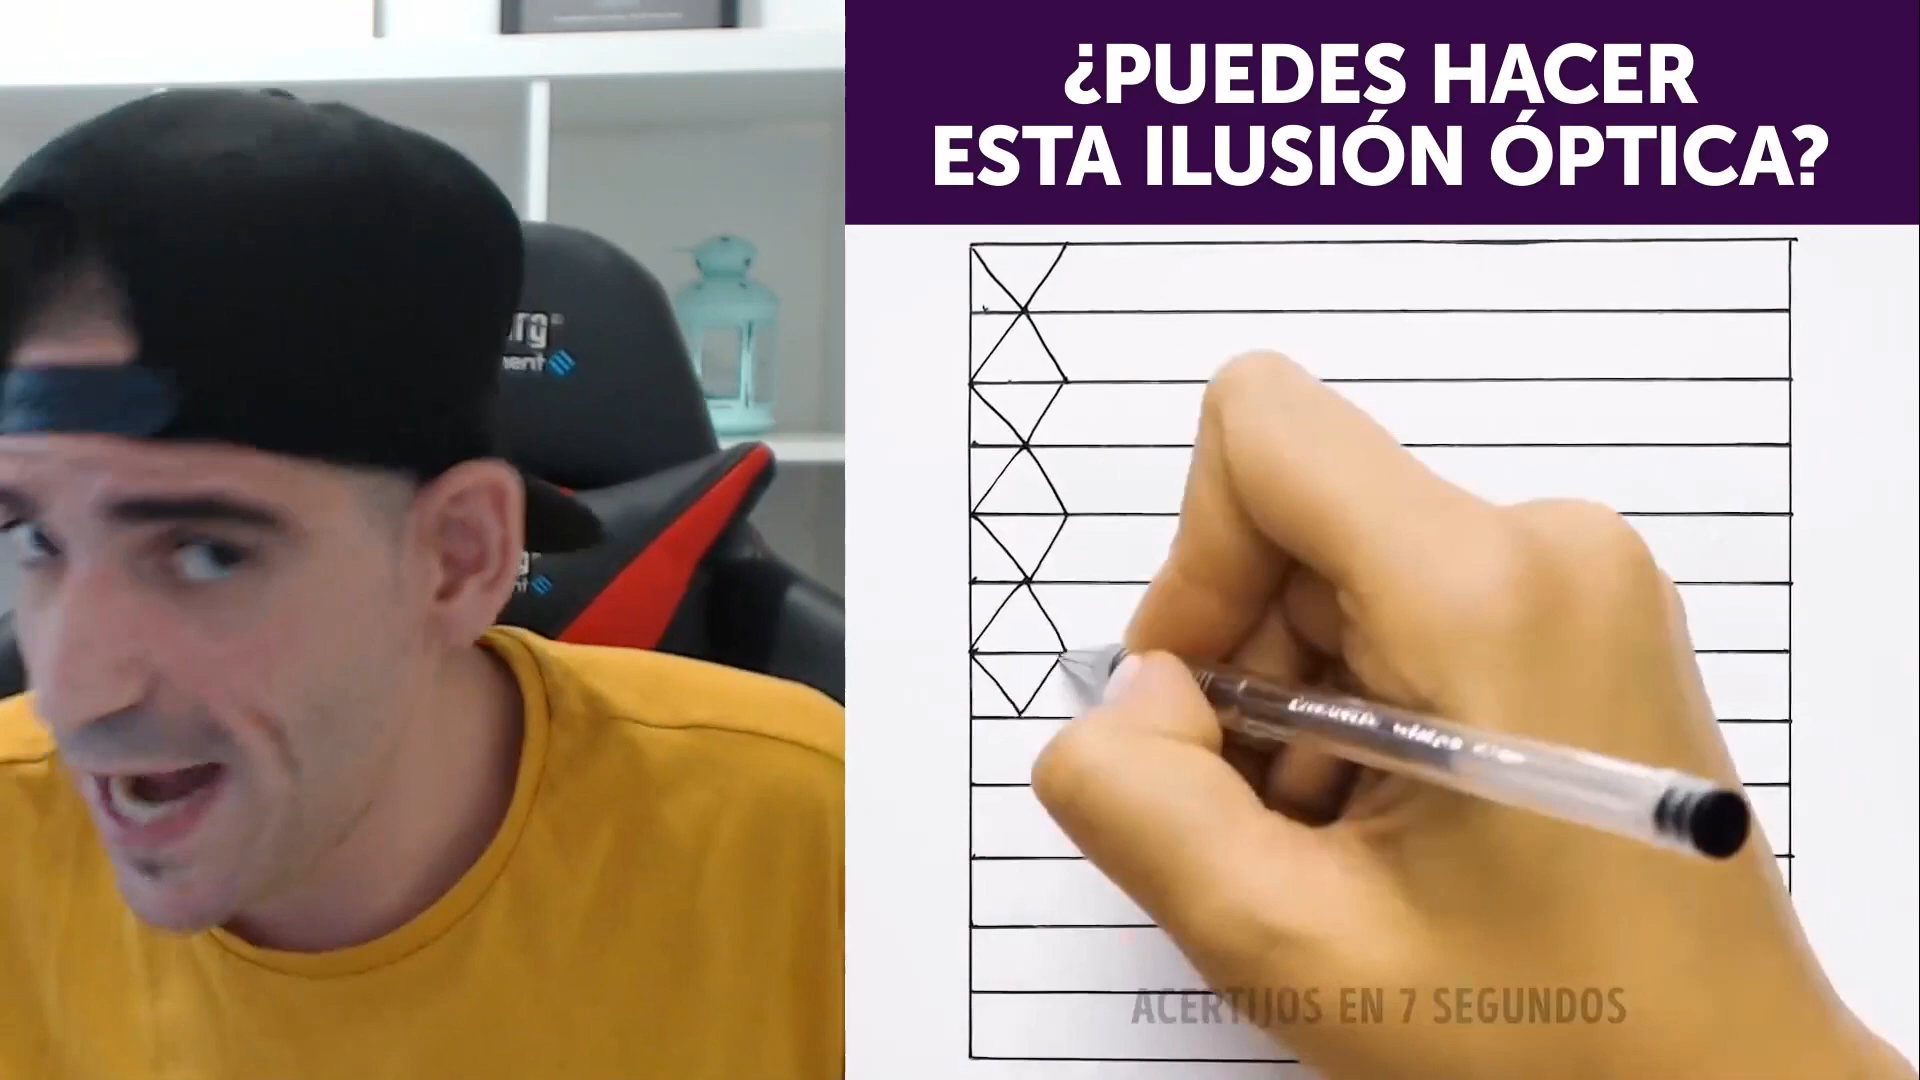 ¿PUEDES HACER
ESTA ILUSIÓN ÓPTICA?
ACERTIJOS EN 7 SEGUNDOS